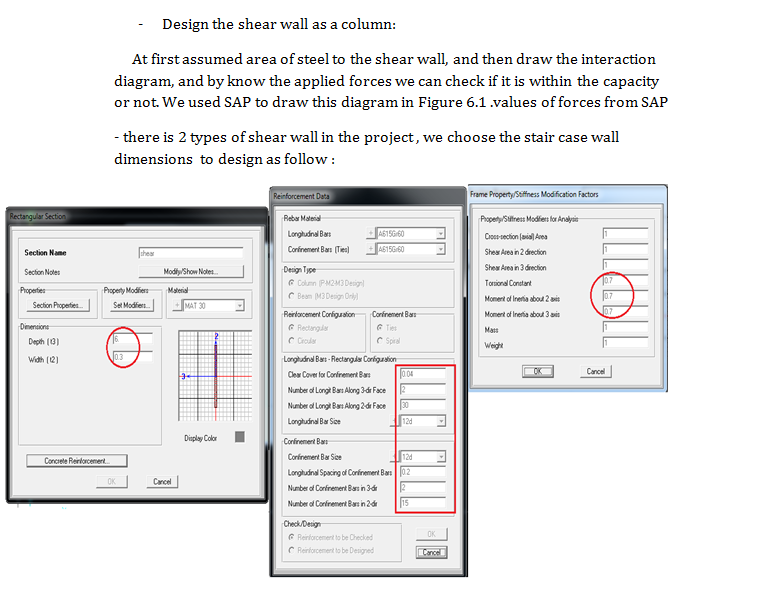 - Design the shear wall as a column:
At first assumed area of steel to the shear wall, and then draw the interaction
diagram, and by know the applied forces we can check if it is within the capacity
or not. We used SAP to draw this diagram in Figure 6.1 .values of forces from SAP
- there is 2 types of shear wall in the project , we choose the stair case wall
dimensions to design as follow :
Rectangular Section
Section Name shear
Section Notes Modify/Show Notes...
Properties Property Modifiers Material
Section Properties... Set Modifiers... + MAT 30
Dimensions
Depth ( t3 ) 6.
Width ( t2 ) 0.3
2
3
Display Color
Concrete Reinforcement...
OK Cancel
Reinforcement Data
Rebar Material
Longitudinal Bars + A615Gr60
Confinement Bars (Ties) + A615Gr60
Design Type
Column (P-M2-M3 Design)
Beam (M3 Design Only)
Reinforcement Configuration Confinement Bars
Rectangular Ties
Circular Spiral
Longitudinal Bars - Rectangular Configuration
Clear Cover for Confinement Bars 0.04
Number of Longit Bars Along 3-dir Face 2
Number of Longit Bars Along 2-dir Face 30
Longitudinal Bar Size + 12d
Confinement Bars
Confinement Bar Size + 12d
Longitudinal Spacing of Confinement Bars 0.2
Number of Confinement Bars in 3-dir 2
Number of Confinement Bars in 2-dir 15
Check/Design
Reinforcement to be Checked
Reinforcement to be Designed
OK
Cancel
Frame Property/Stiffness Modification Factors
Property/Stiffness Modifiers for Analysis
Cross-section (axial) Area 1
Shear Area in 2 direction 1
Shear Area in 3 direction 1
Torsional Constant 0.7
Moment of Inertia about 2 axis 0.7
Moment of Inertia about 3 axis 0.7
Mass 1
Weight 1
OK Cancel